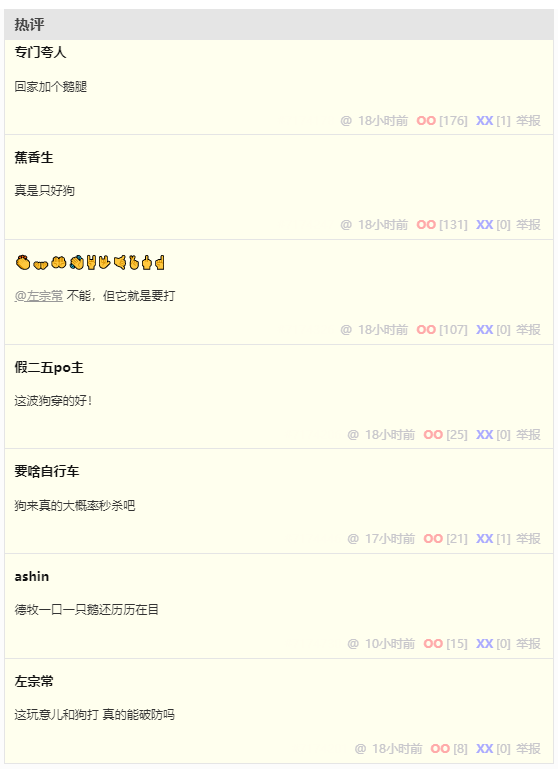 热评
专门夸人
回家加个鹅腿
@ 18小时前 OO [176] XX [1] 举报
蕉香生
真是只好狗
@ 18小时前 OO [131] XX [0] 举报
@左宗常 不能，但它就是要打
@ 18小时前 OO [107] XX [0] 举报
假二五po主
这波狗穿的好！
@ 18小时前 OO [25] XX [0] 举报
要啥自行车
狗来真的大概率秒杀吧
@ 17小时前 OO [21] XX [1] 举报
ashin
德牧一口一只鹅还历历在目
@ 10小时前 OO [15] XX [0] 举报
左宗常
这玩意儿和狗打 真的能破防吗
@ 18小时前 OO [8] XX [0] 举报